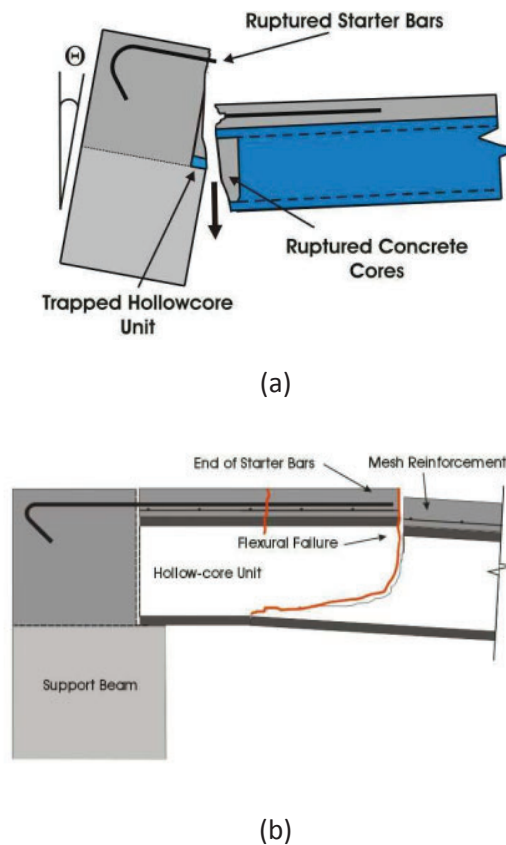 Ruptured Starter Bars
Θ
Ruptured Concrete
Cores
Trapped Hollowcore
Unit
(a)
End of Starter Bars
Mesh Reinforcement
Flexural Failure
Hollow-core Unit
Support Beam
(b)